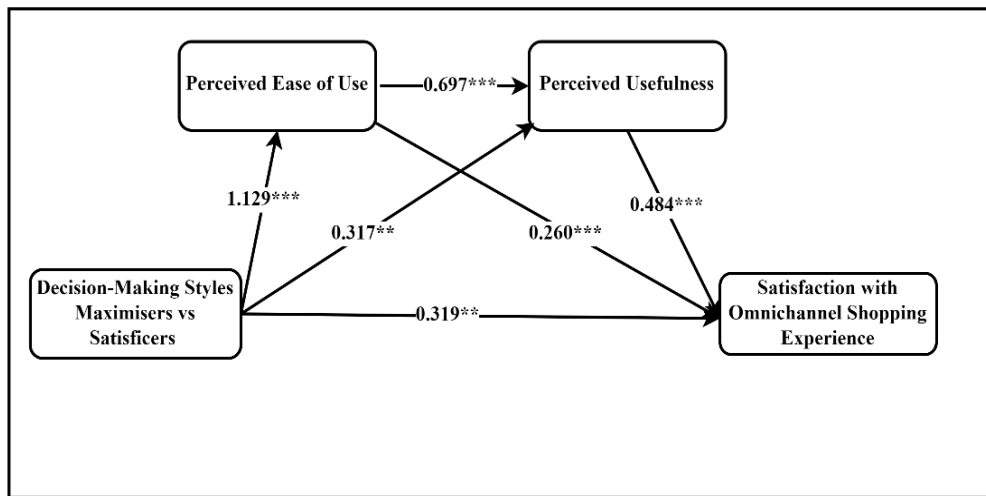 Perceived Ease of Use
0.697***
Perceived Usefulness
1.129***
0.317**
0.260***
0.484***
Decision-Making Styles
Maximisers vs
Satisficers
0.319**
Satisfaction with
Omnichannel Shopping
Experience